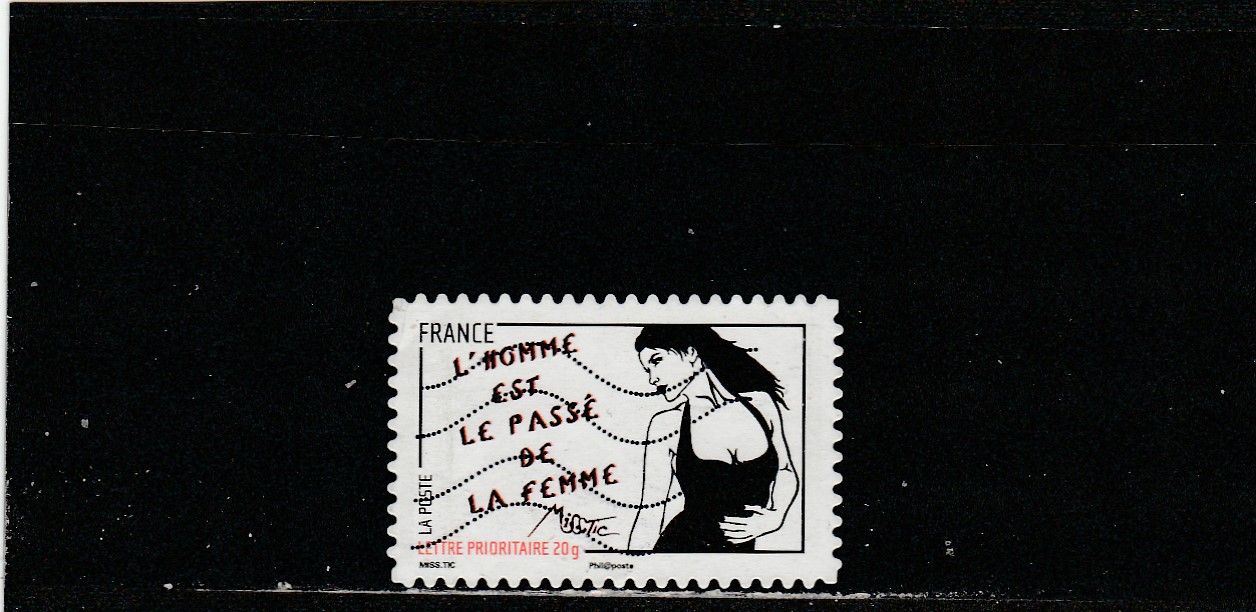 FRANCE
L'HOMME
EST
LE PASSÉ
DE
LA FEMME
Miss.Tic
LA POSTE
LETTRE PRIORITAIRE 20g
MISS.TIC
Phil@poste